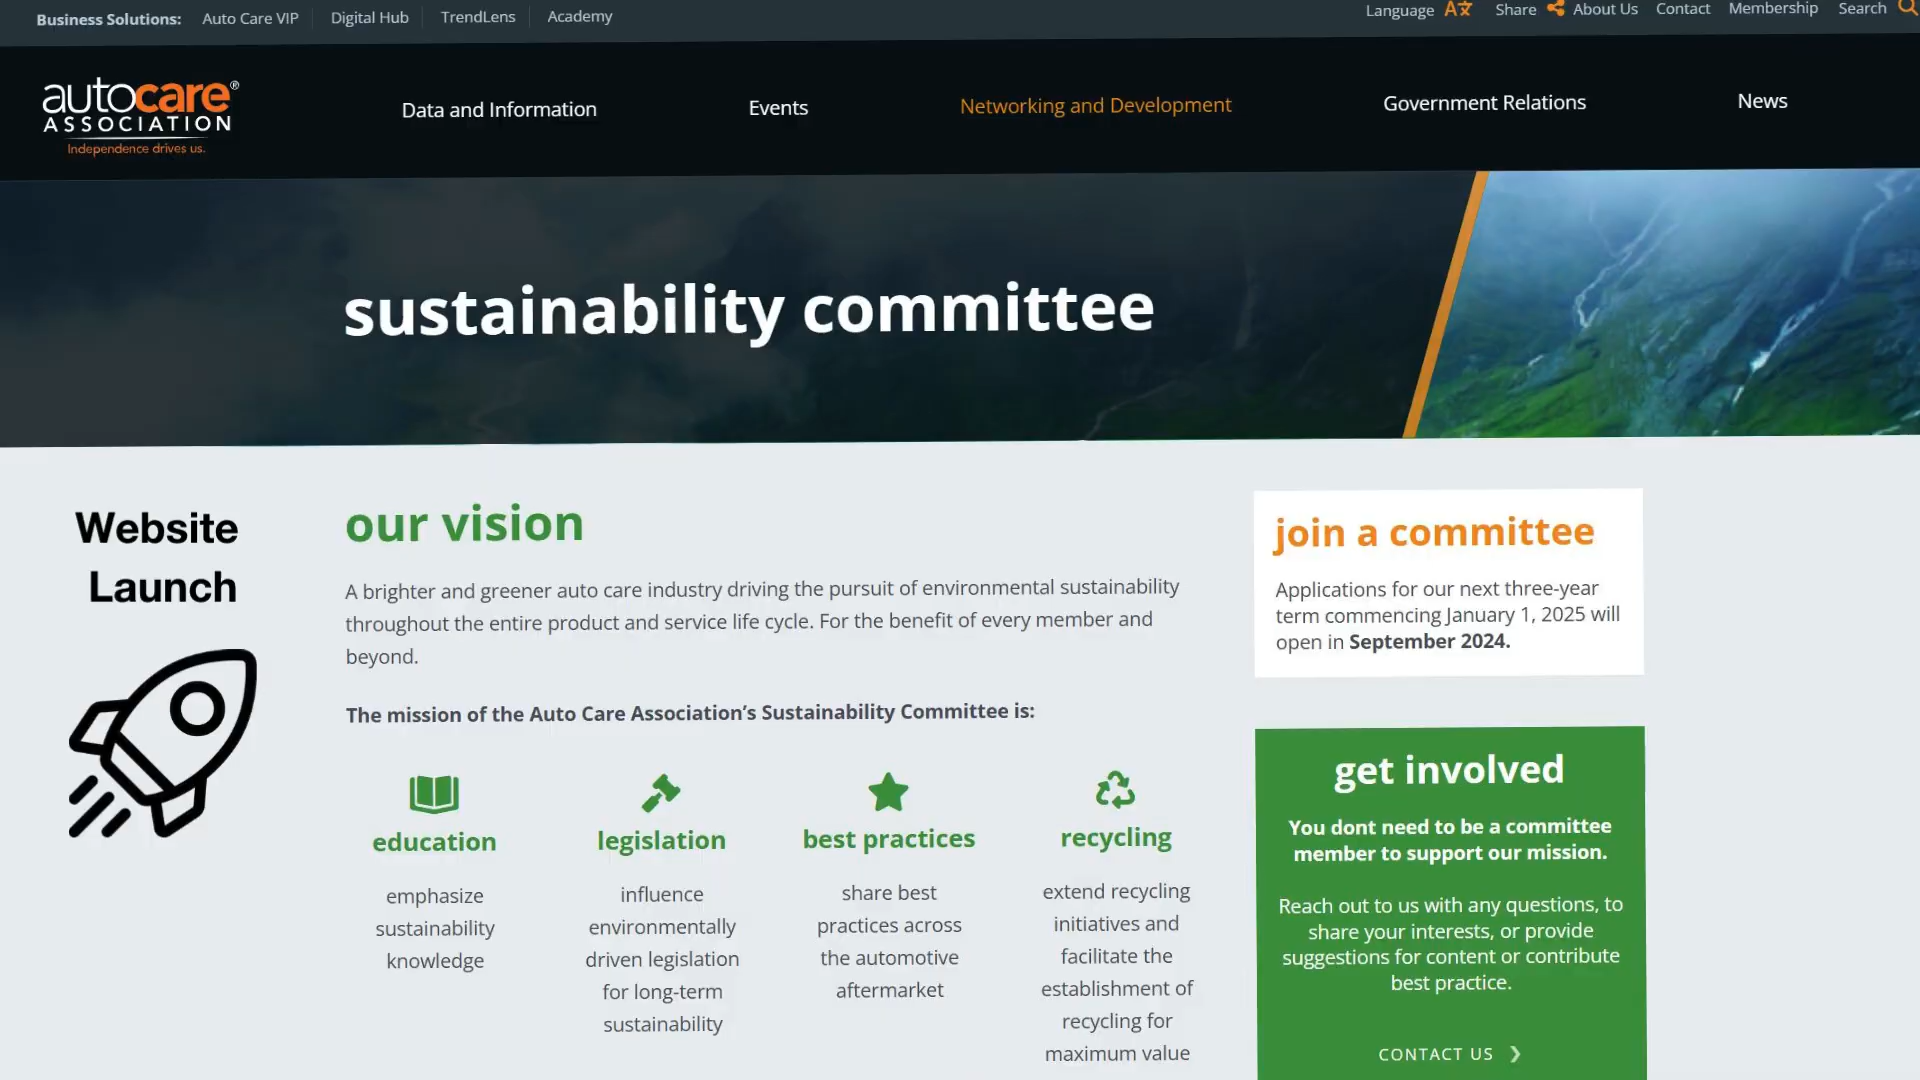 Business Solutions: Auto Care VIP Digital Hub TrendLens Academy
Language Share About Us Contact Membership Search
autocare®
ASSOCIATION
Independence drives us.
Data and Information Events Networking and Development Government Relations News
sustainability committee
Website
Launch
our vision
A brighter and greener auto care industry driving the pursuit of environmental sustainability
throughout the entire product and service life cycle. For the benefit of every member and
beyond.
The mission of the Auto Care Association's Sustainability Committee is:
education
emphasize
sustainability
knowledge
legislation
influence
environmentally
driven legislation
for long-term
sustainability
best practices
share best
practices across
the automotive
aftermarket
recycling
extend recycling
initiatives and
facilitate the
establishment of
recycling for
maximum value
join a committee
Applications for our next three-year
term commencing January 1, 2025 will
open in September 2024.
get involved
You dont need to be a committee
member to support our mission.
Reach out to us with any questions, to
share your interests, or provide
suggestions for content or contribute
best practice.
CONTACT US